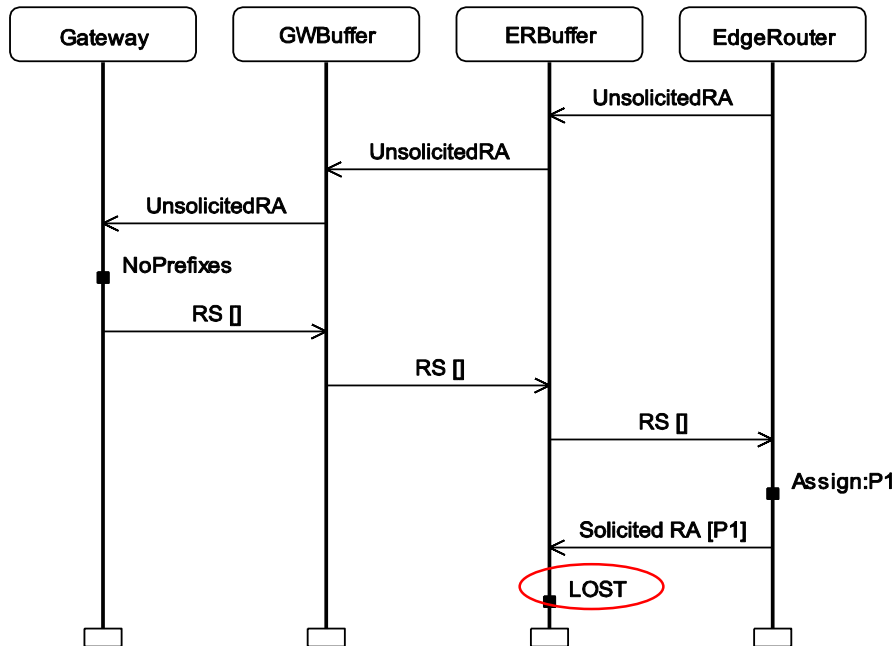 Gateway
GWBuffer
ERBuffer
EdgeRouter
UnsolicitedRA
UnsolicitedRA
UnsolicitedRA
NoPrefixes
RS []
RS []
RS []
Assign:P1
Solicited RA [P1]
LOST